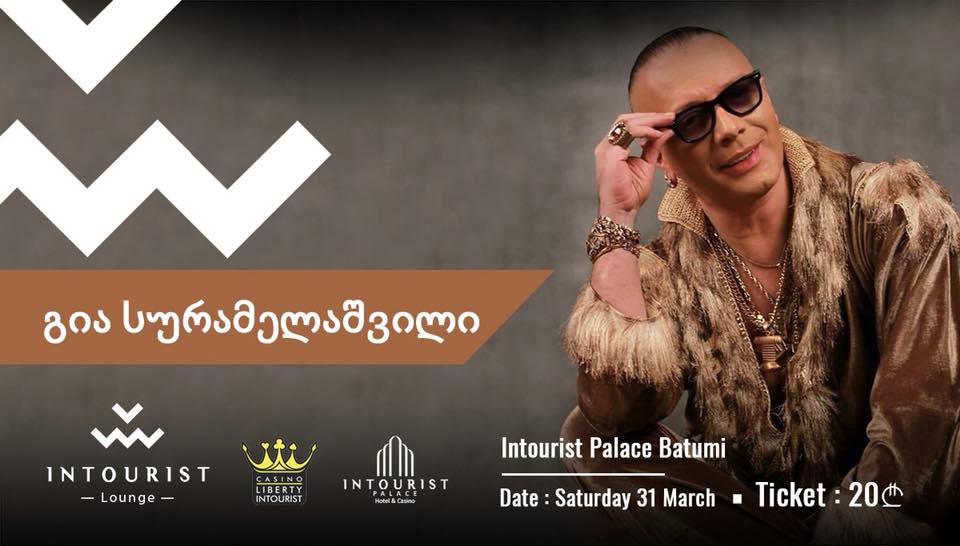 გია სურამელაშვილი
INTOURIST
— Lounge —
CASINO
LIBERTY
INTOURIST
INTOURIST
PALACE
Hotel & Casino
Intourist Palace Batumi
Date : Saturday 31 March ▪ Ticket : 20₾